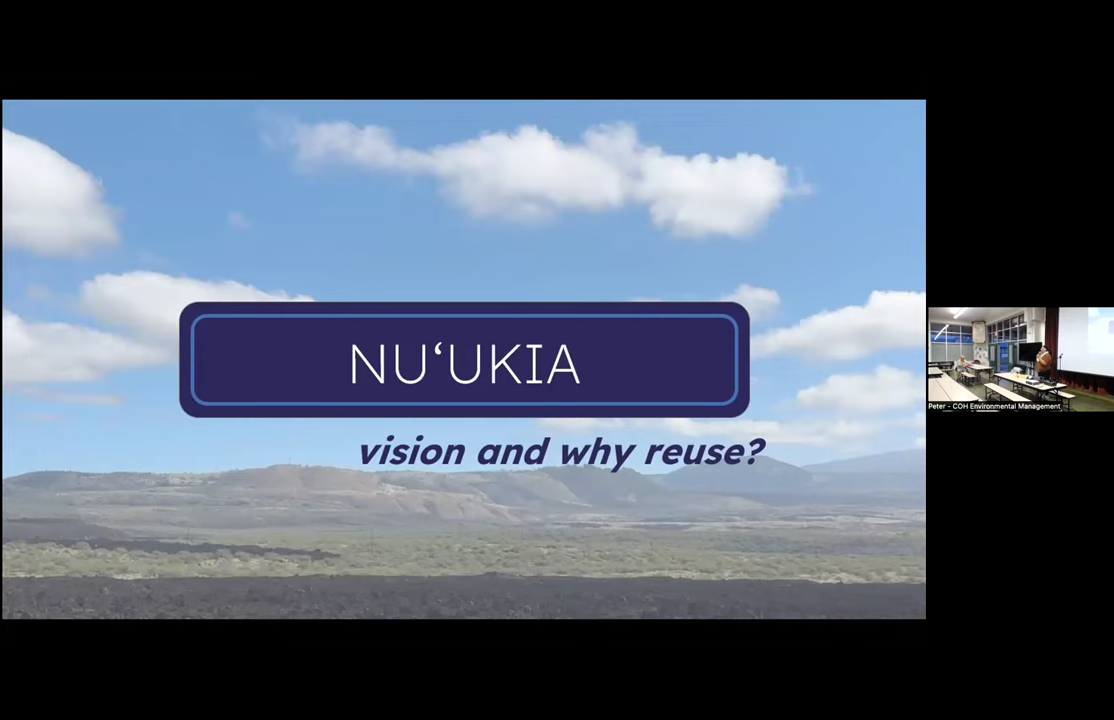 NUʻUKIA
vision and why reuse?
Peter - COH Environmental Management